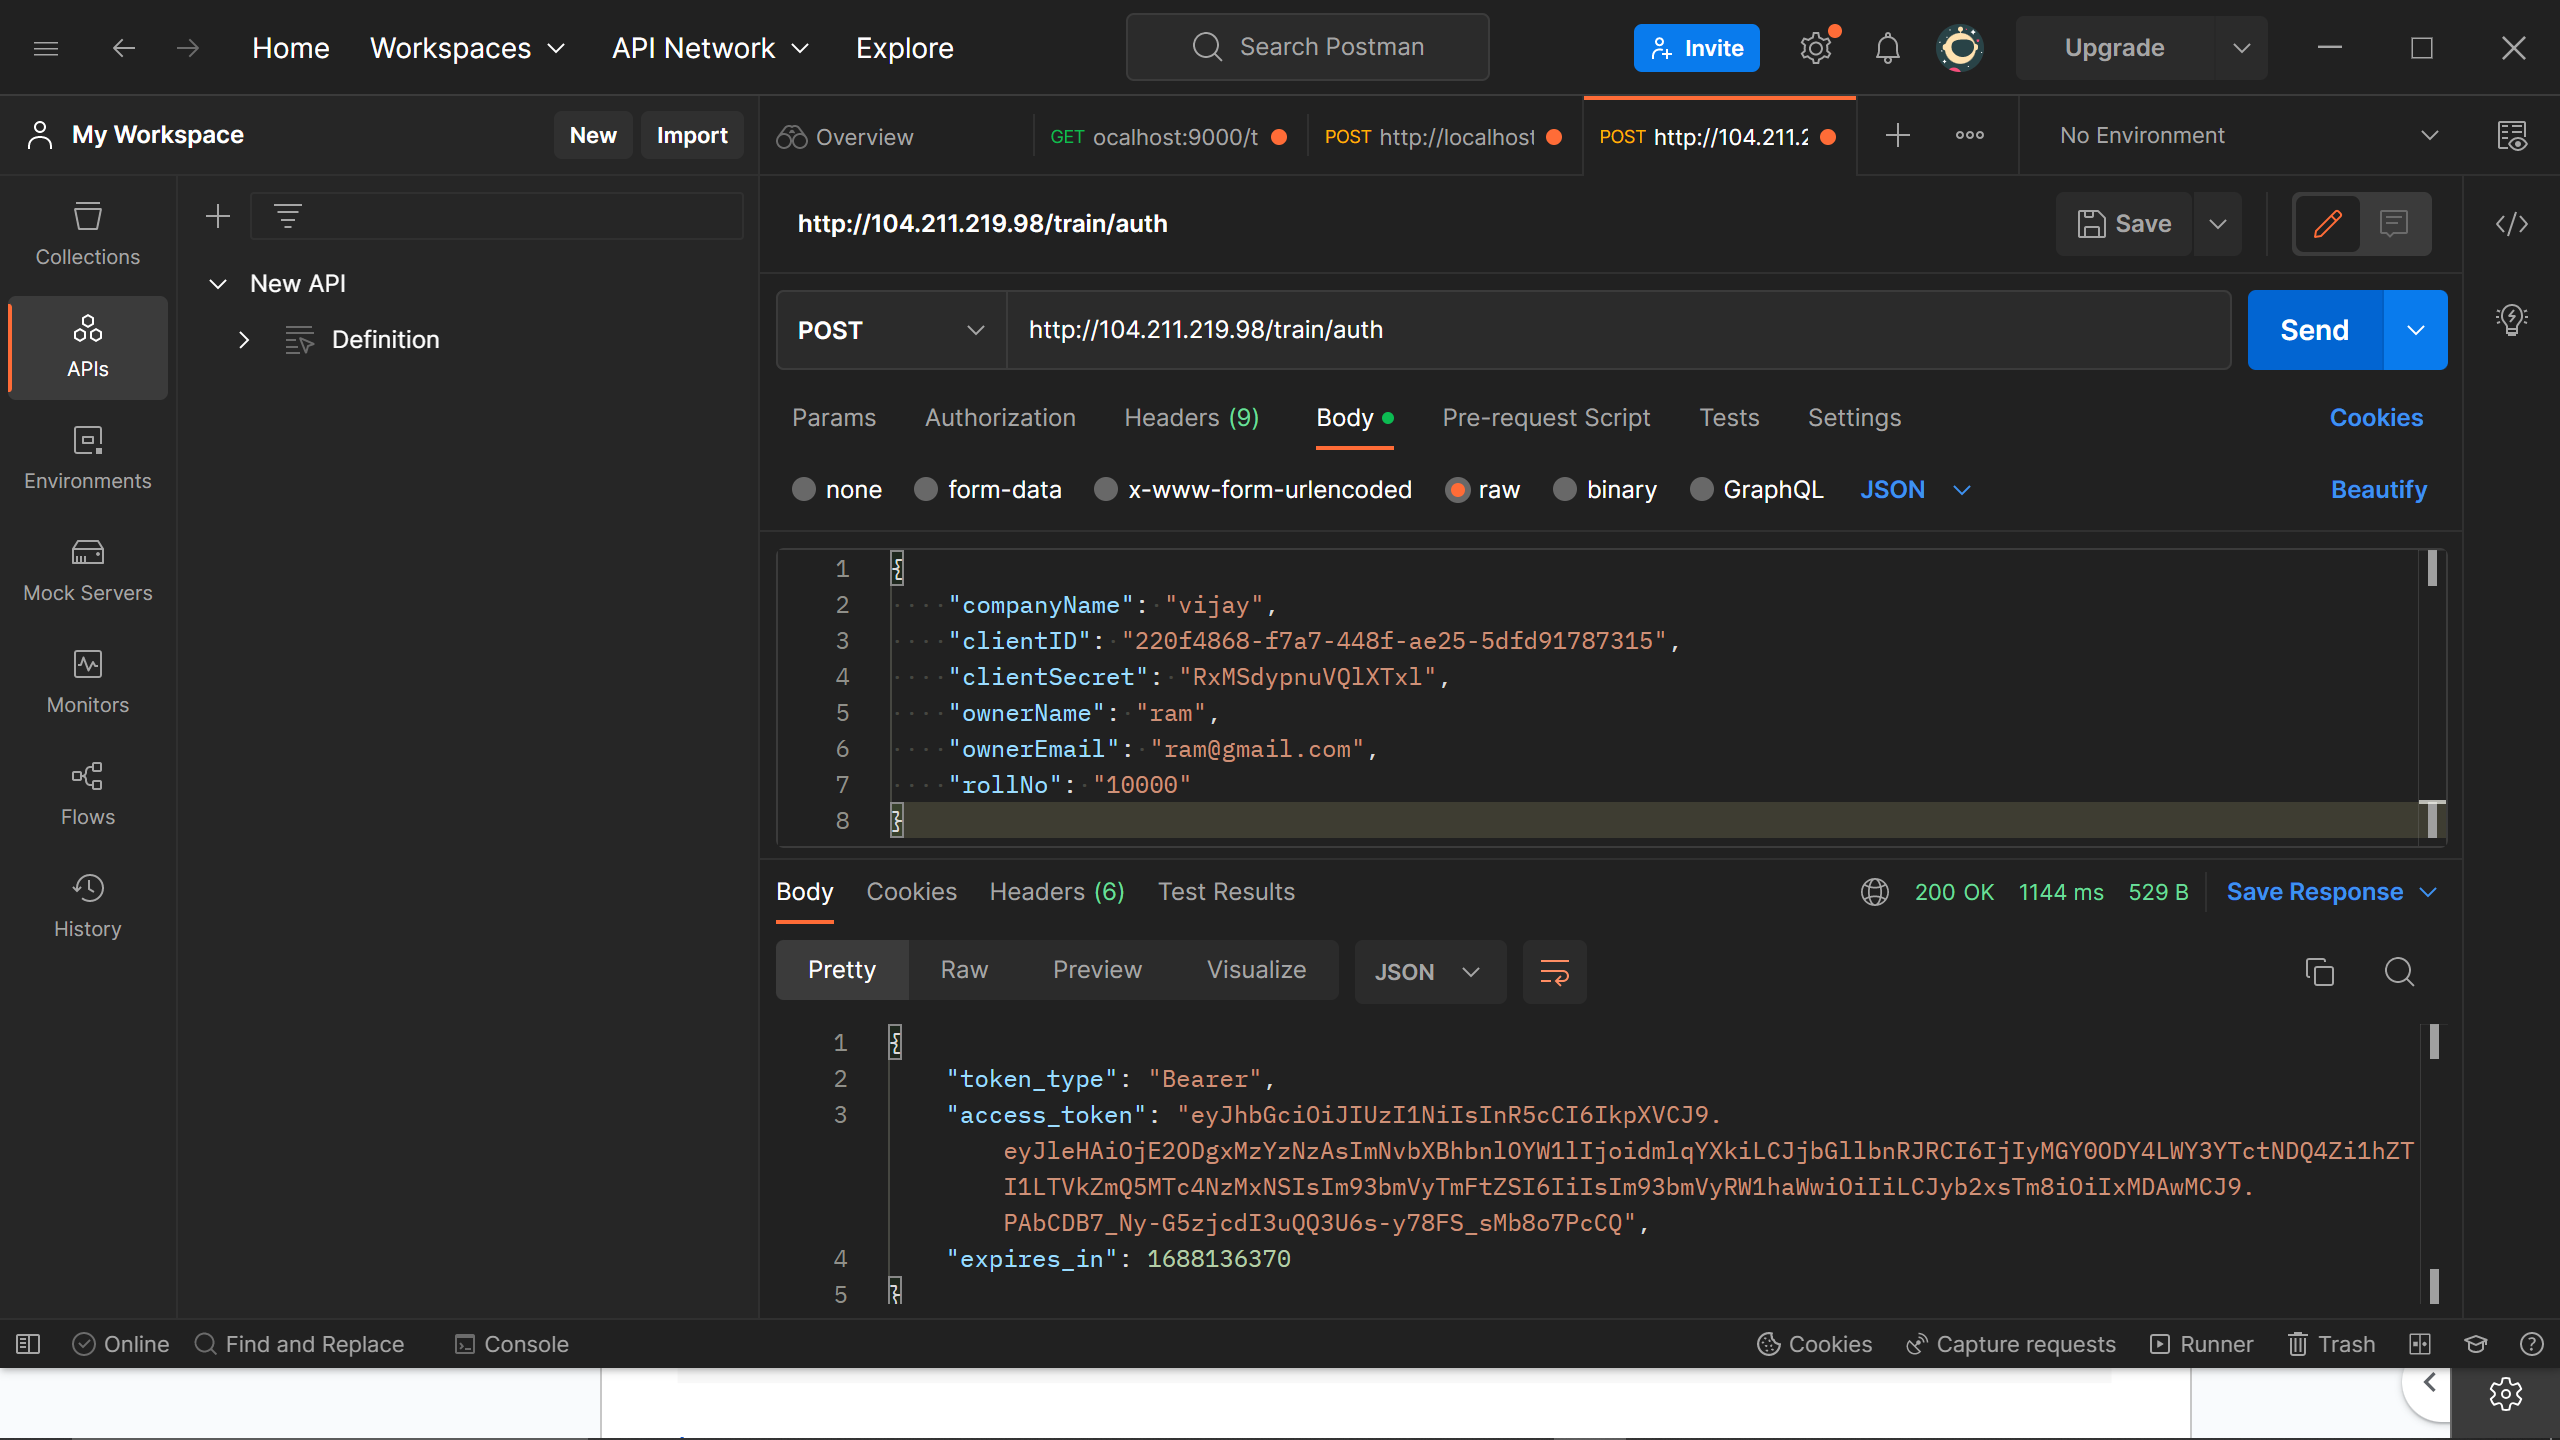 Home Workspaces API Network Explore Search Postman Invite Upgrade
My Workspace New Import Overview GET ocalhost:9000/t POST http://localhost POST http://104.211.2 No Environment
http://104.211.219.98/train/auth Save
Collections
New API
POST http://104.211.219.98/train/auth Send
Definition
APIs
Params Authorization Headers (9) Body Pre-request Script Tests Settings Cookies
Environments
none form-data x-www-form-urlencoded raw binary GraphQL JSON Beautify
Mock Servers
Monitors
Flows
History
1 {
2 "companyName": "vijay",
3 "clientID": "220f4868-f7a7-448f-ae25-5dfd91787315",
4 "clientSecret": "RxMSdypnuVQlXTxl",
5 "ownerName": "ram",
6 "ownerEmail": "ram@gmail.com",
7 "rollNo": "10000"
8 }
Body Cookies Headers (6) Test Results 200 OK 1144 ms 529 B Save Response
Pretty Raw Preview Visualize JSON
1 {
2 "token_type": "Bearer",
3 "access_token": "eyJhbGciOiJIUzI1NiIsInR5cCI6IkpXVCJ9.
eyJleHAiOjE2ODgxMzYzNzAsImNvbXBhbnlOYW1lIjoidmlqYXkiLCJjbGllbnRJRCI6IjIyMGY0ODY4LWY3YTctNDQ4Zi1hZT
I1LTVkZmQ5MTc4NzMxNSIsIm93bmVyTmFtZSI6IiIsIm93bmVyRW1haWwiOiIiLCJyb2xsTm8iOiIxMDAwMCJ9.
PAbCDB7_Ny-G5zjcdI3uQQ3U6s-y78FS_sMb8o7PcCQ",
4 "expires_in": 1688136370
5 }
Online Find and Replace Console Cookies Capture requests Runner Trash